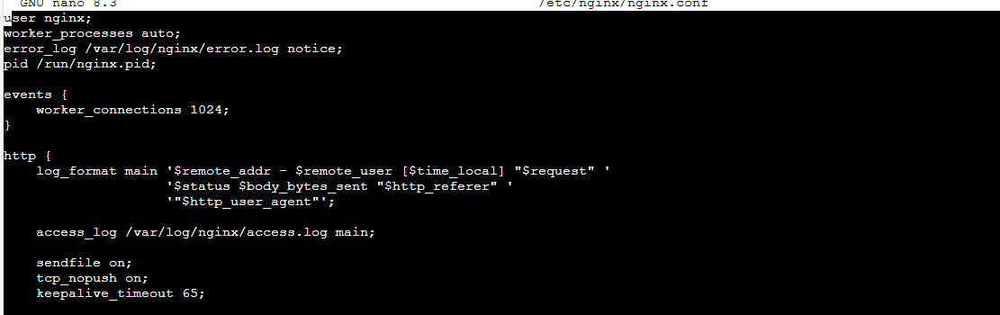 GNU nano 8.3 /etc/nginx/nginx.conf
user nginx;
worker_processes auto;
error_log /var/log/nginx/error.log notice;
pid /run/nginx.pid;
events {
    worker_connections 1024;
}
http {
    log_format main '$remote_addr - $remote_user [$time_local] "$request" '
                    '$status $body_bytes_sent "$http_referer" '
                    '"$http_user_agent"';
    access_log /var/log/nginx/access.log main;
    sendfile on;
    tcp_nopush on;
    keepalive_timeout 65;